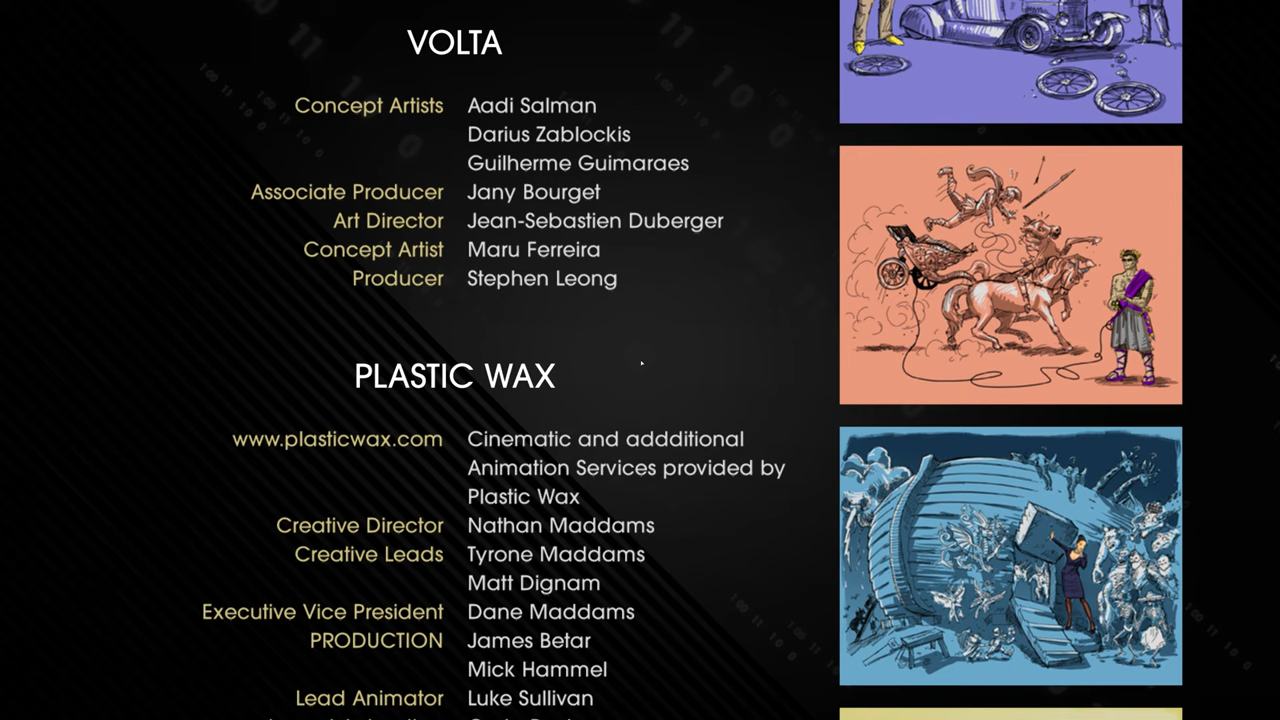 VOLTA
Concept Artists Aadi Salman
Darius Zablockis
Guilherme Guimaraes
Associate Producer Jany Bourget
Art Director Jean-Sebastien Duberger
Concept Artist Maru Ferreira
Producer Stephen Leong
PLASTIC WAX
www.plasticwax.com Cinematic and addditional
Animation Services provided by
Plastic Wax
Creative Director Nathan Maddams
Creative Leads Tyrone Maddams
Matt Dignam
Executive Vice President Dane Maddams
PRODUCTION James Betar
Mick Hammel
Lead Animator Luke Sullivan